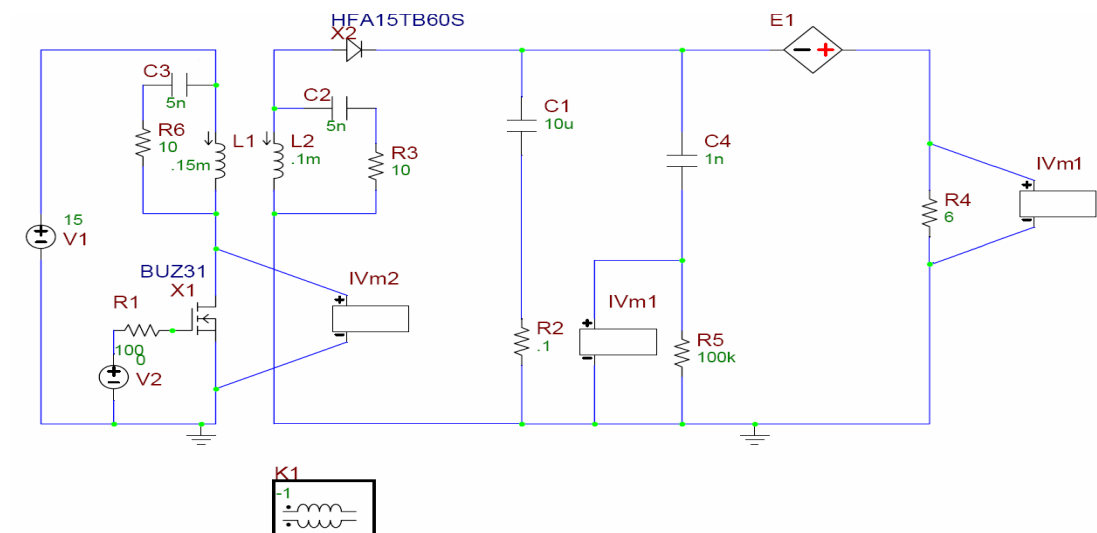 HFA15TB60S
X2
E1
C3
5n
R6
10
L1
.15m
C2
5n
L2
.1m
R3
10
C1
10u
C4
1n
IVm1
R4
6
15
V1
BUZ31
X1
IVm2
R1
100
0
V2
IVm1
R2
.1
R5
100k
K1
-1